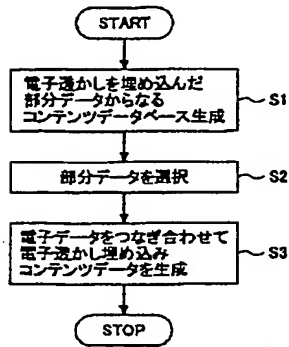 START
電子透かしを埋め込んだ
部分データからなる
コンテンツデータベース生成
S1
部分データを選択
S2
電子データをつなぎ合わせて
電子透かし埋め込み
コンテンツデータを生成
S3
STOP